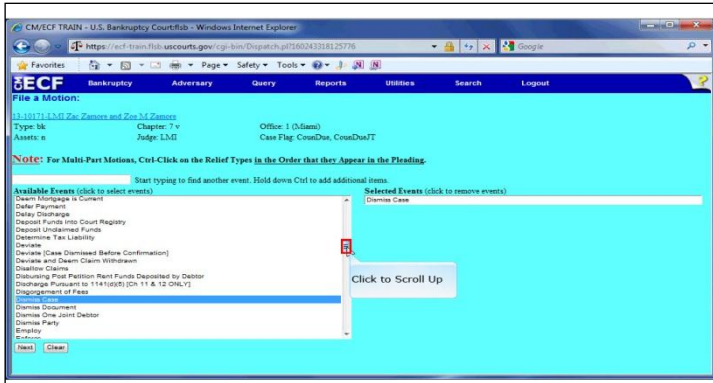 CM/ECF TRAIN - U.S. Bankruptcy Court:flsb - Windows Internet Explorer
https://ecf-train.flsb.uscourts.gov/cgi-bin/Dispatch.pl?160243318125776
Google
Favorites Page Safety Tools
ECF Bankruptcy Adversary Query Reports Utilities Search Logout ?
File a Motion:
13-10171-LMI Zac Zamore and Zoe M Zamore
Type: bk Chapter: 7 v Office: 1 (Miami)
Assets: n Judge: LMI Case Flag: CounDue, CounDueJT
Note: For Multi-Part Motions, Ctrl-Click on the Relief Types in the Order that they Appear in the Pleading.
Start typing to find another event. Hold down Ctrl to add additional items.
Available Events (click to select events) Selected Events (click to remove events)
Deem Mortgage is Current Dismiss Case
Defer Payment
Delay Discharge
Deposit Funds into Court Registry
Deposit Unclaimed Funds
Determine Tax Liability
Deviate
Deviate [Case Dismissed Before Confirmation]
Deviate and Deem Claim Withdrawn
Disallow Claims
Disbursing Post Petition Rent Funds Deposited by Debtor
Discharge Pursuant to 1141(d)(5) [Ch 11 & 12 ONLY]
Click to Scroll Up
Disgorgement of Fees
Dismiss Case
Dismiss Document
Dismiss One Joint Debtor
Dismiss Party
Employ
Next Clear